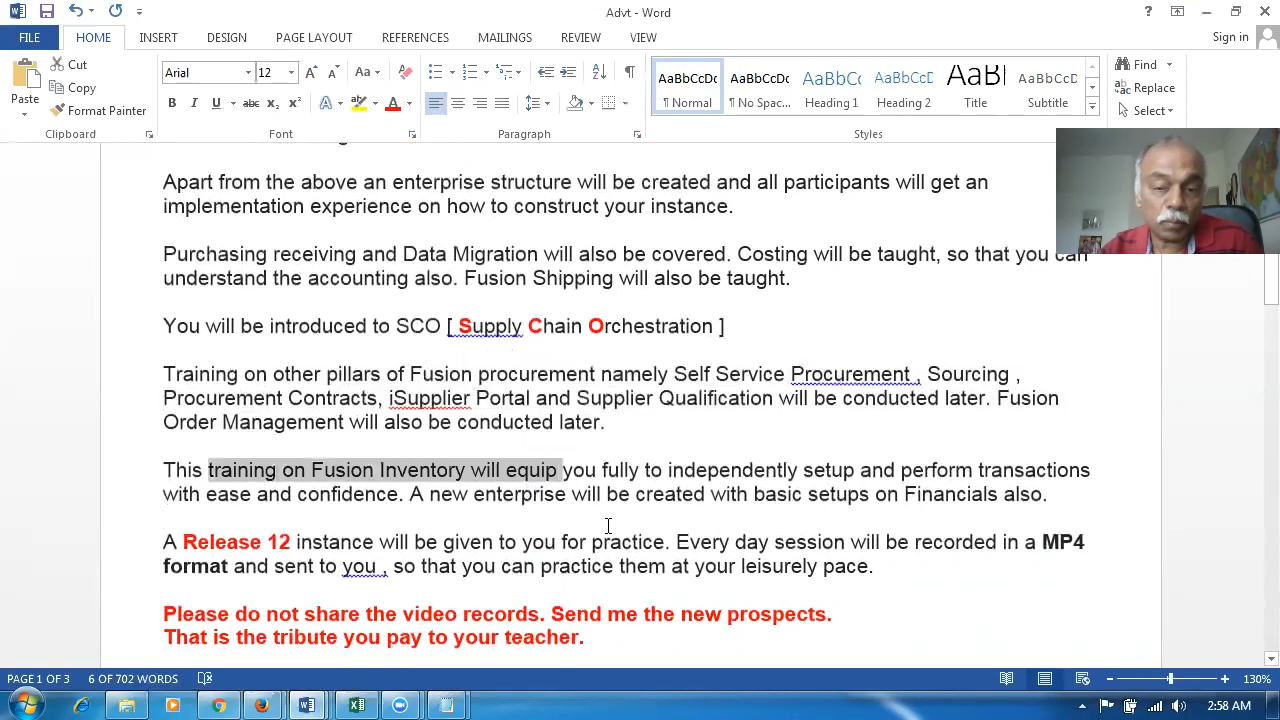 Advt - Word
Sign in
FILE HOME INSERT DESIGN PAGE LAYOUT REFERENCES MAILINGS REVIEW VIEW
Paste
Cut
Copy
Format Painter
Clipboard
Arial 12
Font
Paragraph
AaBbCcDc AaBbCcDc AaBbCc AaBbCcD AaB AaBbCcD
¶ Normal ¶ No Spac... Heading 1 Heading 2 Title Subtitle
Styles
Find
Replace
Select
Editing
Apart from the above an enterprise structure will be created and all participants will get an
implementation experience on how to construct your instance.
Purchasing receiving and Data Migration will also be covered. Costing will be taught, so that you can
understand the accounting also. Fusion Shipping will also be taught.
You will be introduced to SCO [ Supply Chain Orchestration ]
Training on other pillars of Fusion procurement namely Self Service Procurement , Sourcing ,
Procurement Contracts, iSupplier Portal and Supplier Qualification will be conducted later. Fusion
Order Management will also be conducted later.
This training on Fusion Inventory will equip you fully to independently setup and perform transactions
with ease and confidence. A new enterprise will be created with basic setups on Financials also.
A Release 12 instance will be given to you for practice. Every day session will be recorded in a MP4
format and sent to you , so that you can practice them at your leisurely pace.
Please do not share the video records. Send me the new prospects.
That is the tribute you pay to your teacher.
PAGE 1 OF 3 6 OF 702 WORDS 130%
2:58 AM